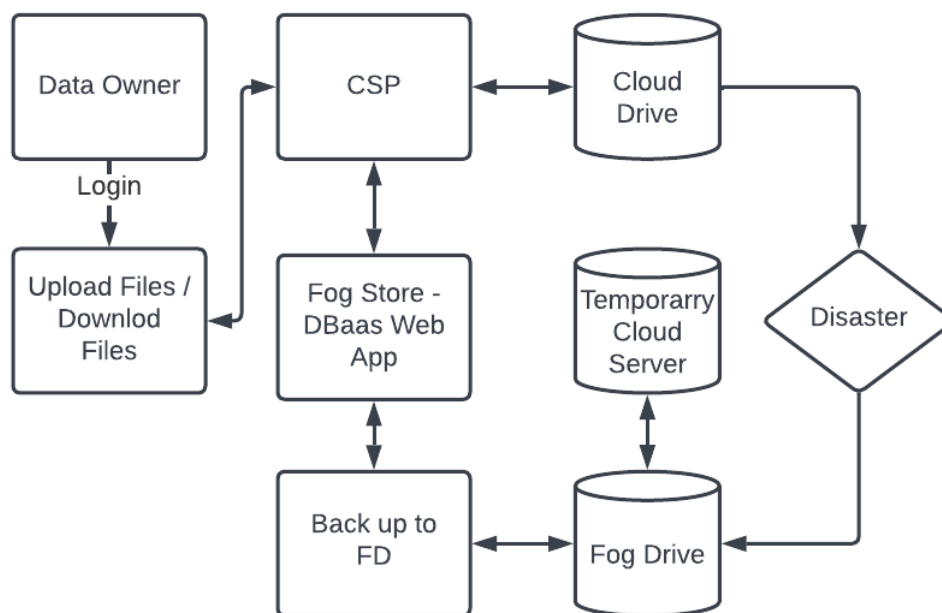 Data Owner
CSP
Cloud
Drive
Login
Upload Files /
Downlod
Files
Fog Store -
DBaas Web
App
Temporarry
Cloud
Server
Disaster
Back up to
FD
Fog Drive